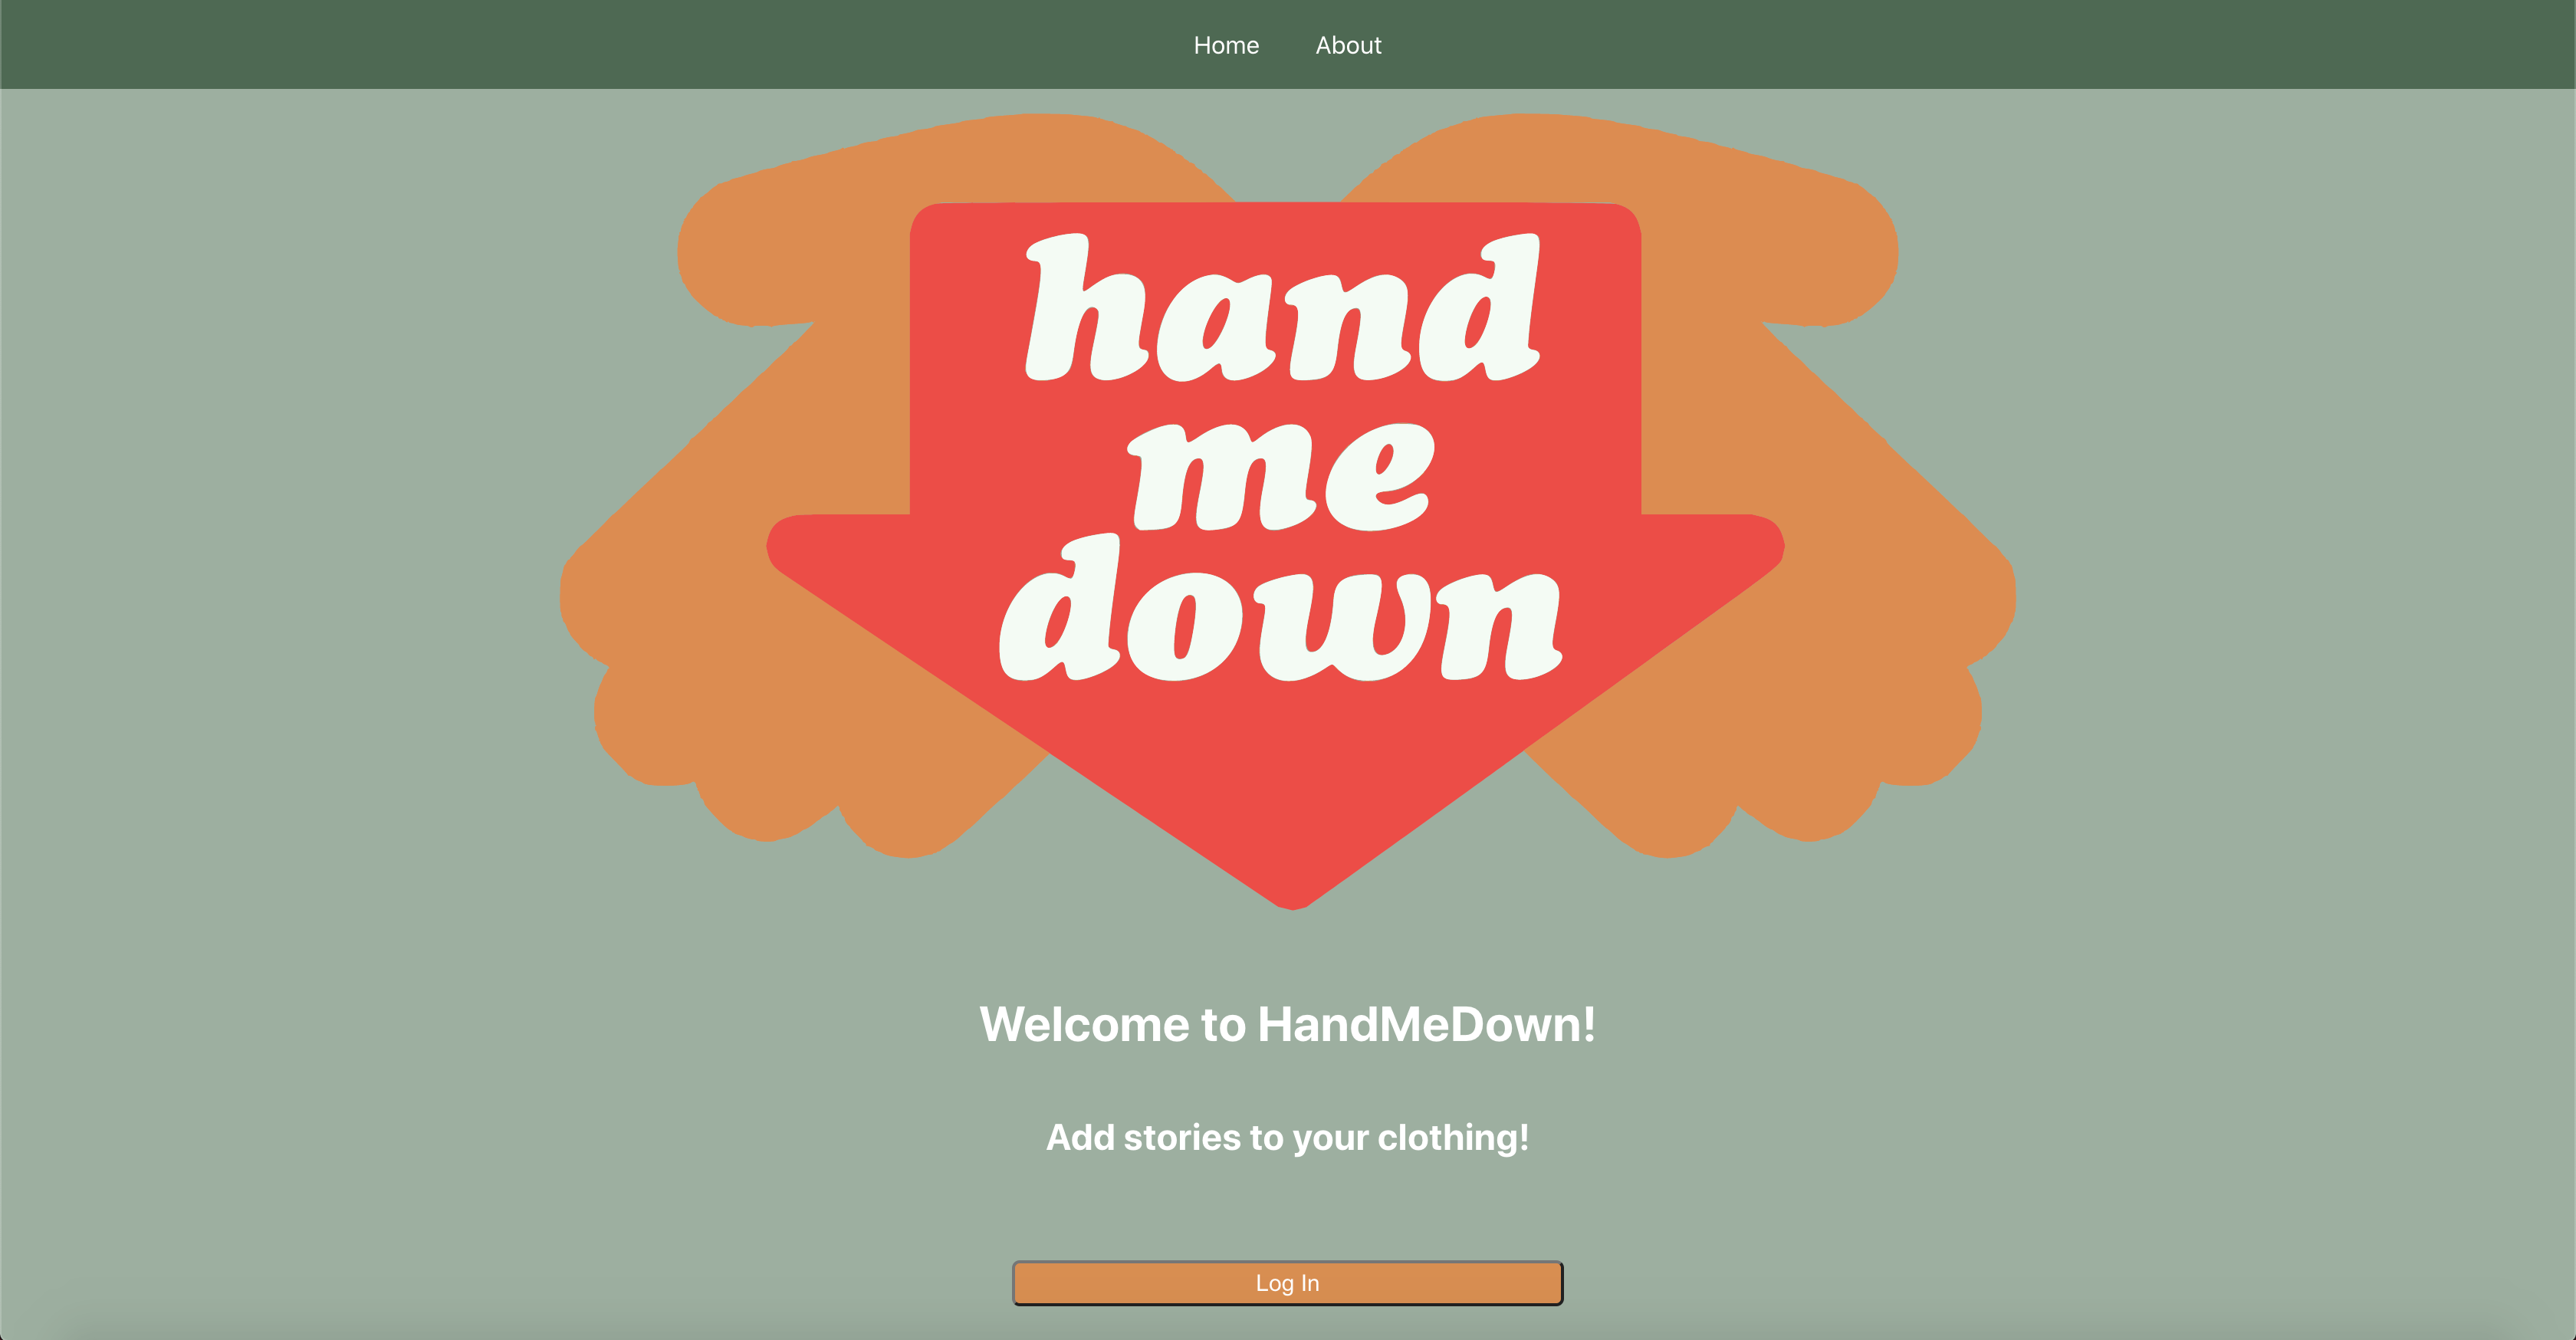 Home About
hand
me
down
Welcome to HandMeDown!
Add stories to your clothing!
Log In